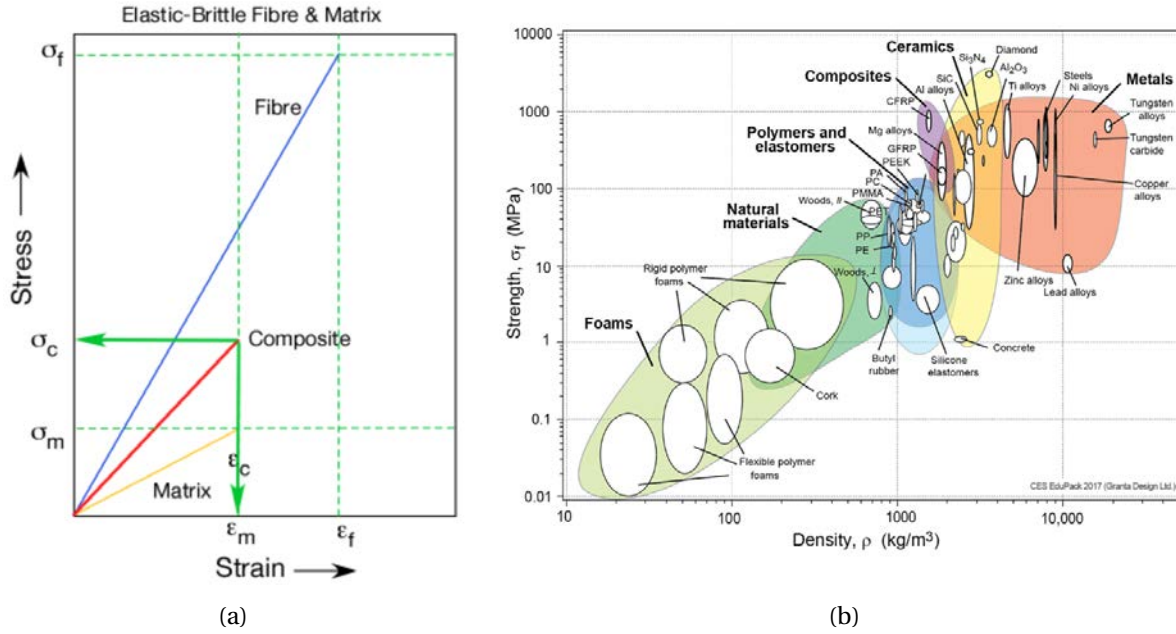 Elastic-Brittle Fibre & Matrix
σf
Fibre
Stress
σc
Composite
σm
εc
Matrix
εm
εf
Strain
(a)
10000
1000
100
10
1
0.1
0.01
Strength, σf (MPa)
10
100
1000
10,000
Density, ρ (kg/m³)
Ceramics
Diamond
Si3N4
Al2O3
SiC
Al alloys
Ti alloys
Steels
Ni alloys
Metals
Composites
CFRP
Tungsten
alloys
Tungsten
carbide
Polymers and
elastomers
Mg alloys
GFRP
PEEK
PA
PC
PMMA
PET
Copper
alloys
Woods, //
Natural
materials
PP
PE
Rigid polymer
foams
Woods, ⊥
Zinc alloys
Lead alloys
Foams
Butyl
rubber
Silicone
elastomers
Concrete
Cork
Flexible polymer
foams
CES EduPack 2017 (Granta Design Ltd.)
(b)